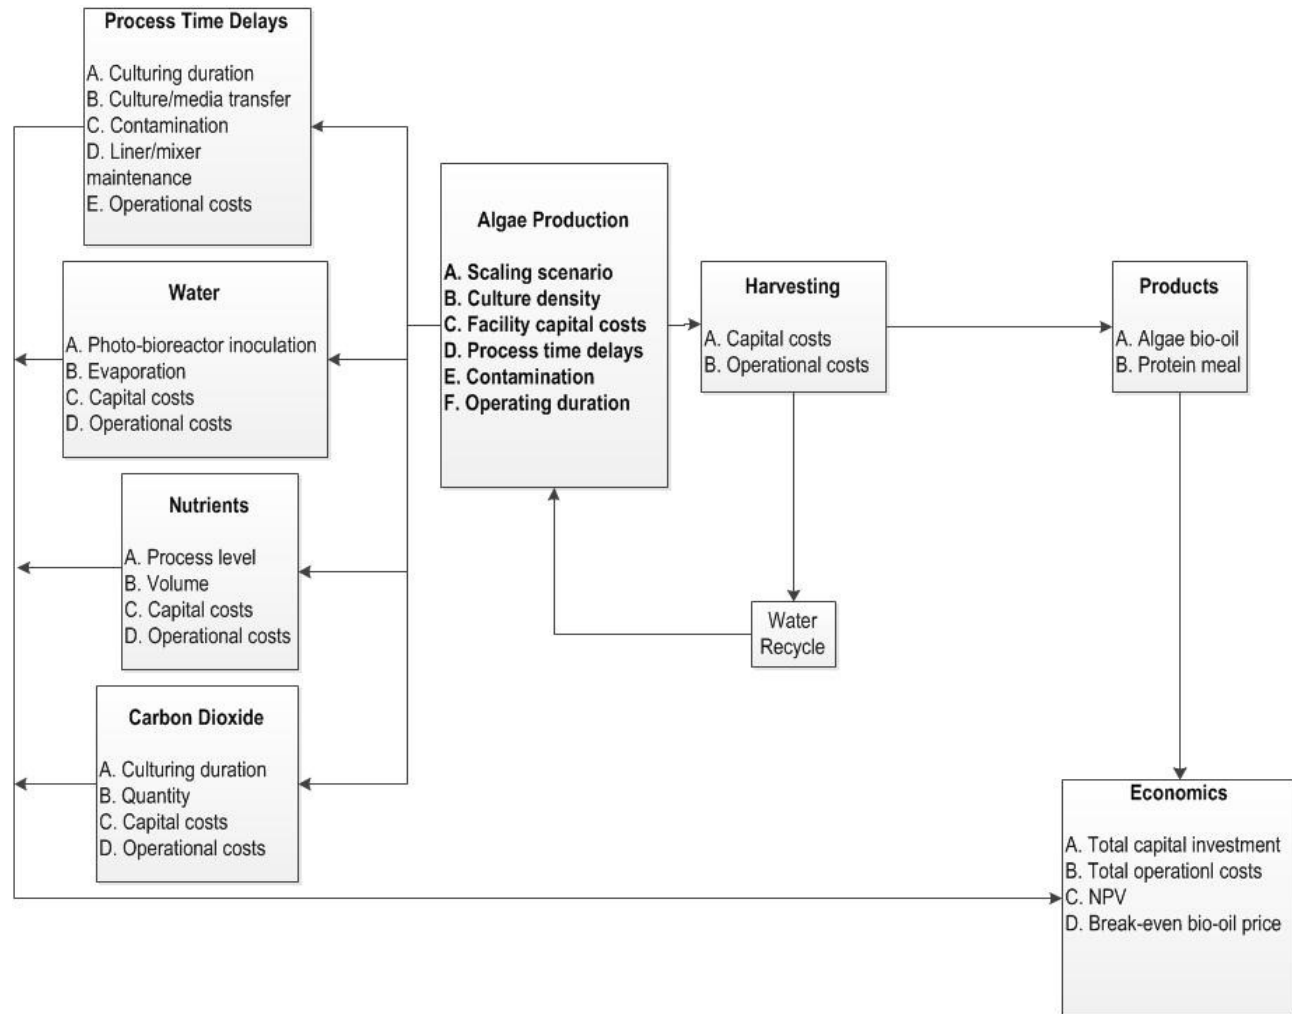 Process Time Delays
A. Culturing duration
B. Culture/media transfer
C. Contamination
D. Liner/mixer
maintenance
E. Operational costs
Water
A. Photo-bioreactor inoculation
B. Evaporation
C. Capital costs
D. Operational costs
Nutrients
A. Process level
B. Volume
C. Capital costs
D. Operational costs
Carbon Dioxide
A. Culturing duration
B. Quantity
C. Capital costs
D. Operational costs
Algae Production
A. Scaling scenario
B. Culture density
C. Facility capital costs
D. Process time delays
E. Contamination
F. Operating duration
Harvesting
A. Capital costs
B. Operational costs
Water
Recycle
Products
A. Algae bio-oil
B. Protein meal
Economics
A. Total capital investment
B. Total operationl costs
C. NPV
D. Break-even bio-oil price